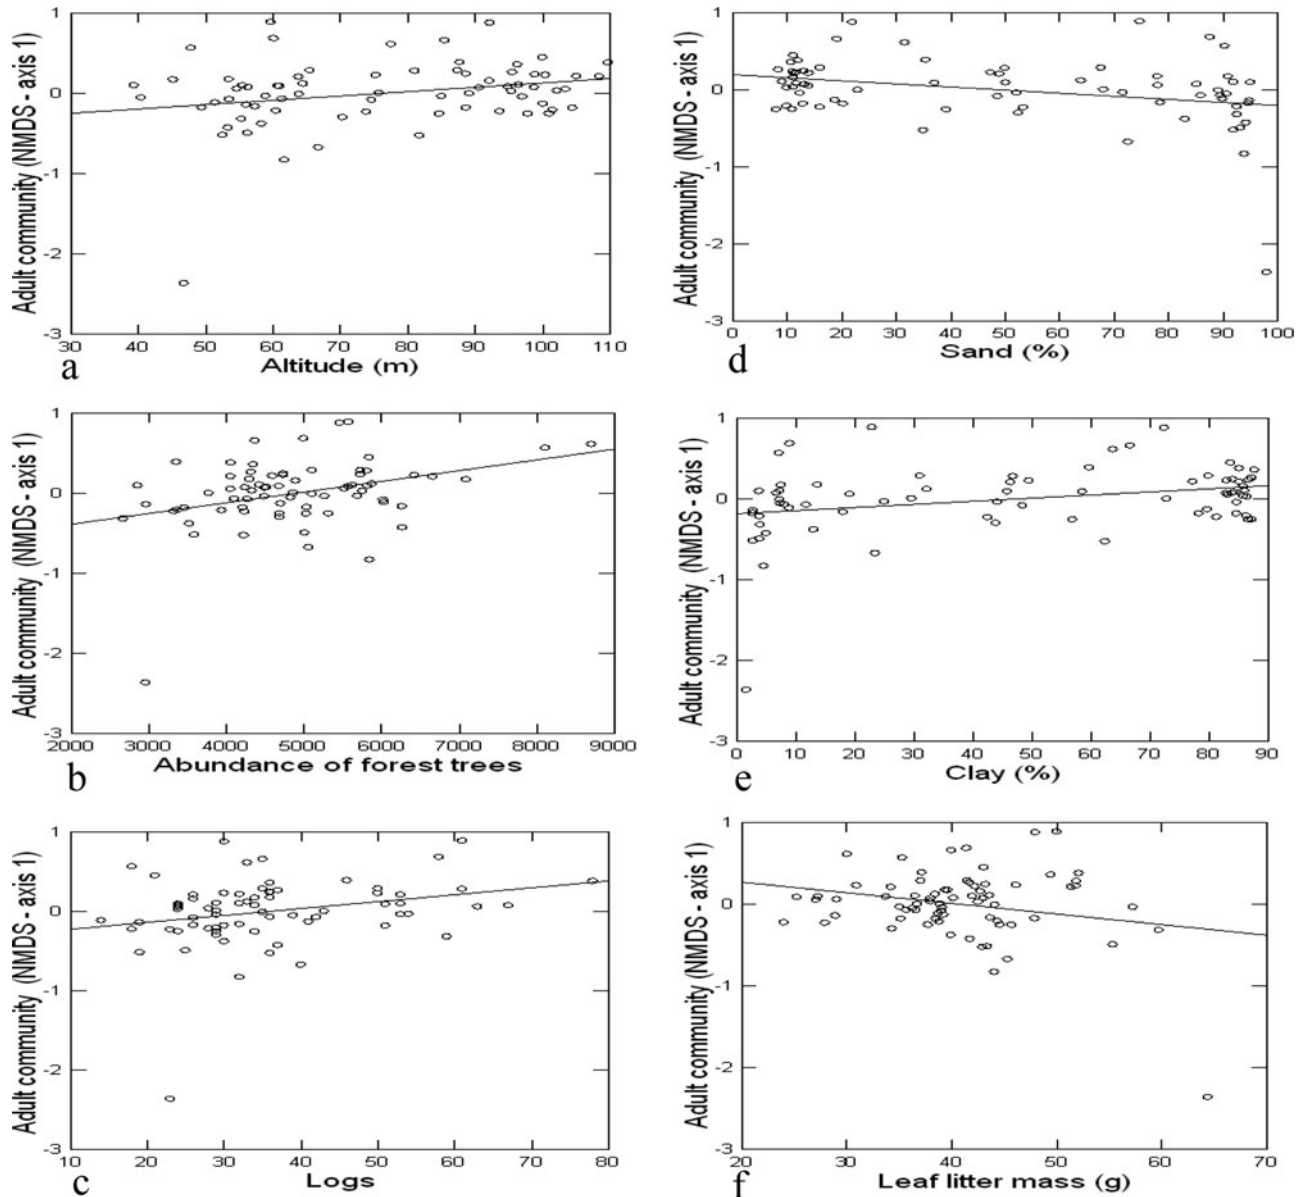 Adult community (NMDS - axis 1)
1
0
-1
-2
-3
30 40 50 60 70 80 90 100 110
Altitude (m)
a
Adult community (NMDS - axis 1)
1
0
-1
-2
-3
0 10 20 30 40 50 60 70 80 90 100
Sand (%)
d
Adult community (NMDS - axis 1)
1
0
-1
-2
-3
2000 3000 4000 5000 6000 7000 8000 9000
Abundance of forest trees
b
Adult community (NMDS - axis 1)
1
0
-1
-2
-3
0 10 20 30 40 50 60 70 80 90
Clay (%)
e
Adult community (NMDS - axis 1)
1
0
-1
-2
-3
10 20 30 40 50 60 70 80
Logs
c
Adult community (NMDS - axis 1)
1
0
-1
-2
-3
20 30 40 50 60 70
Leaf litter mass (g)
f